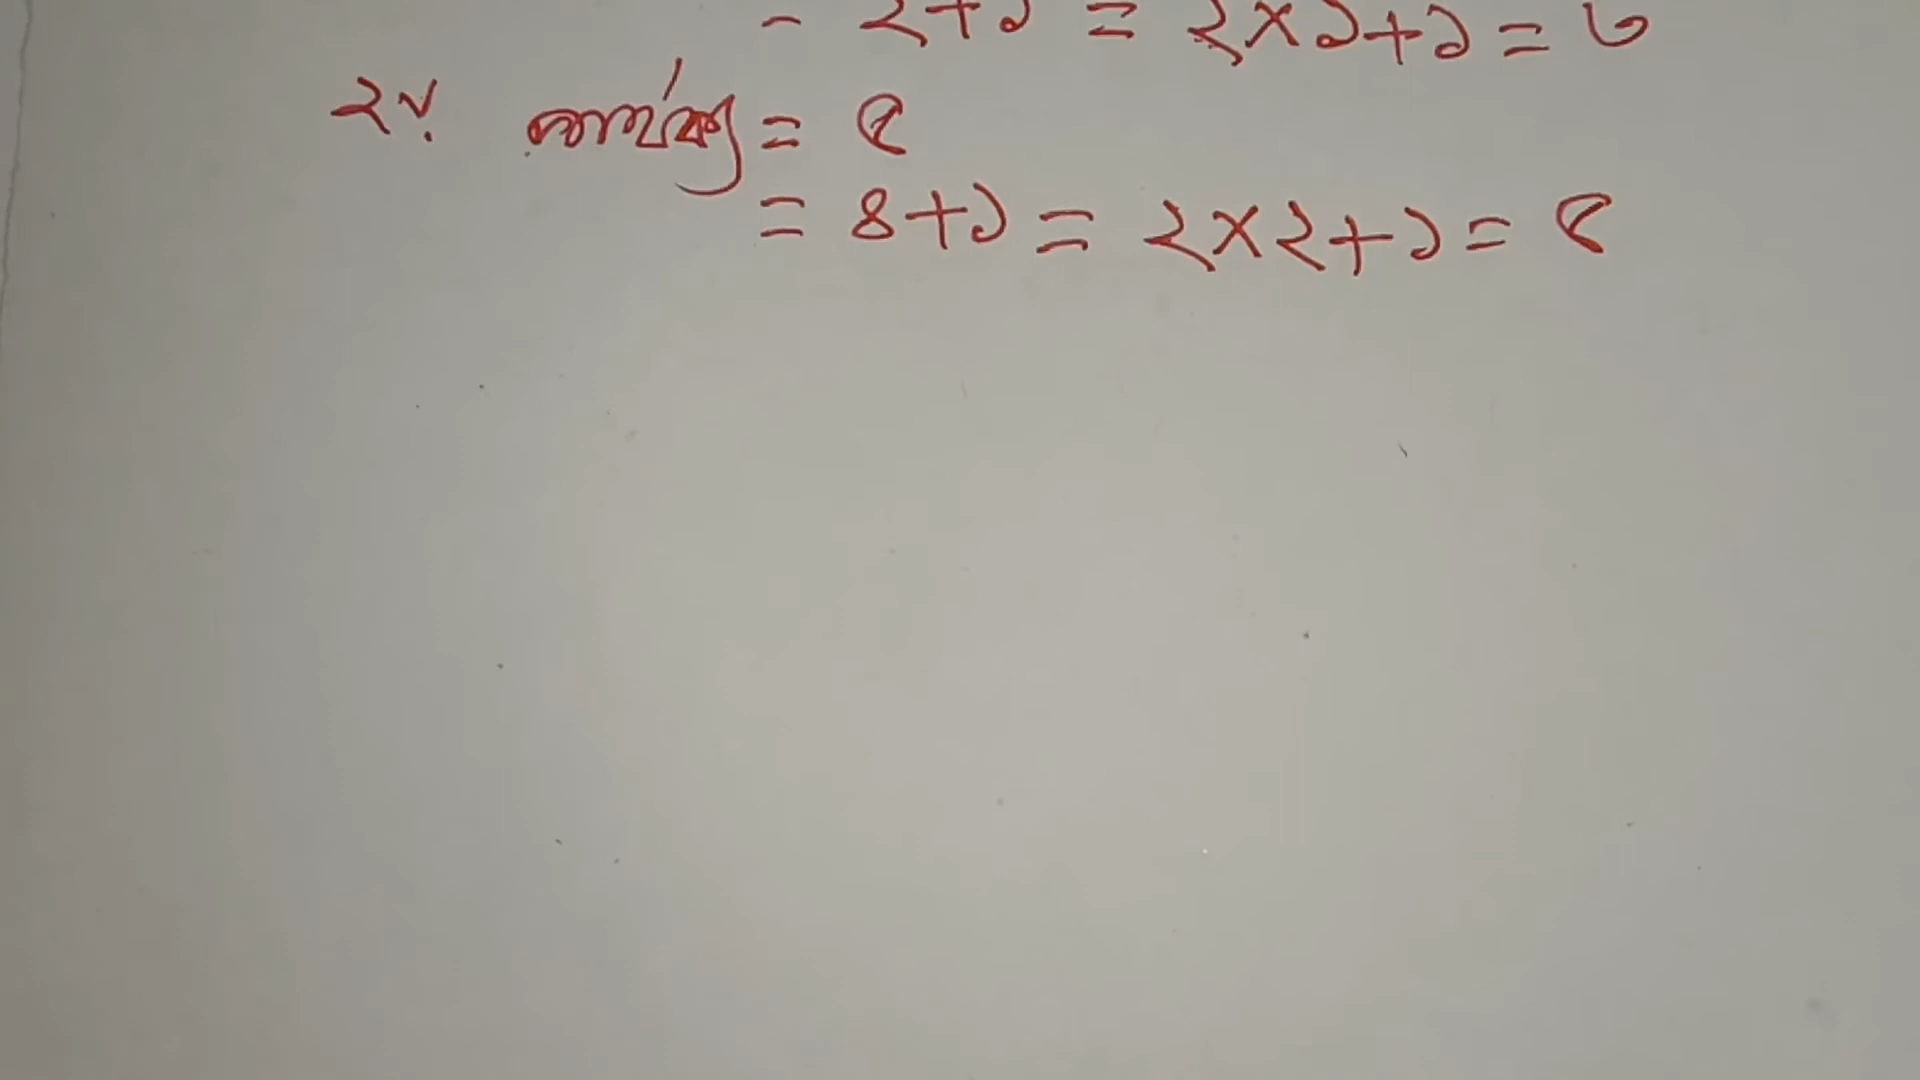 = ২+১ = ২×১+১ = ৩
২য় = ৫
= ৪+১ = ২×২+১ = ৫